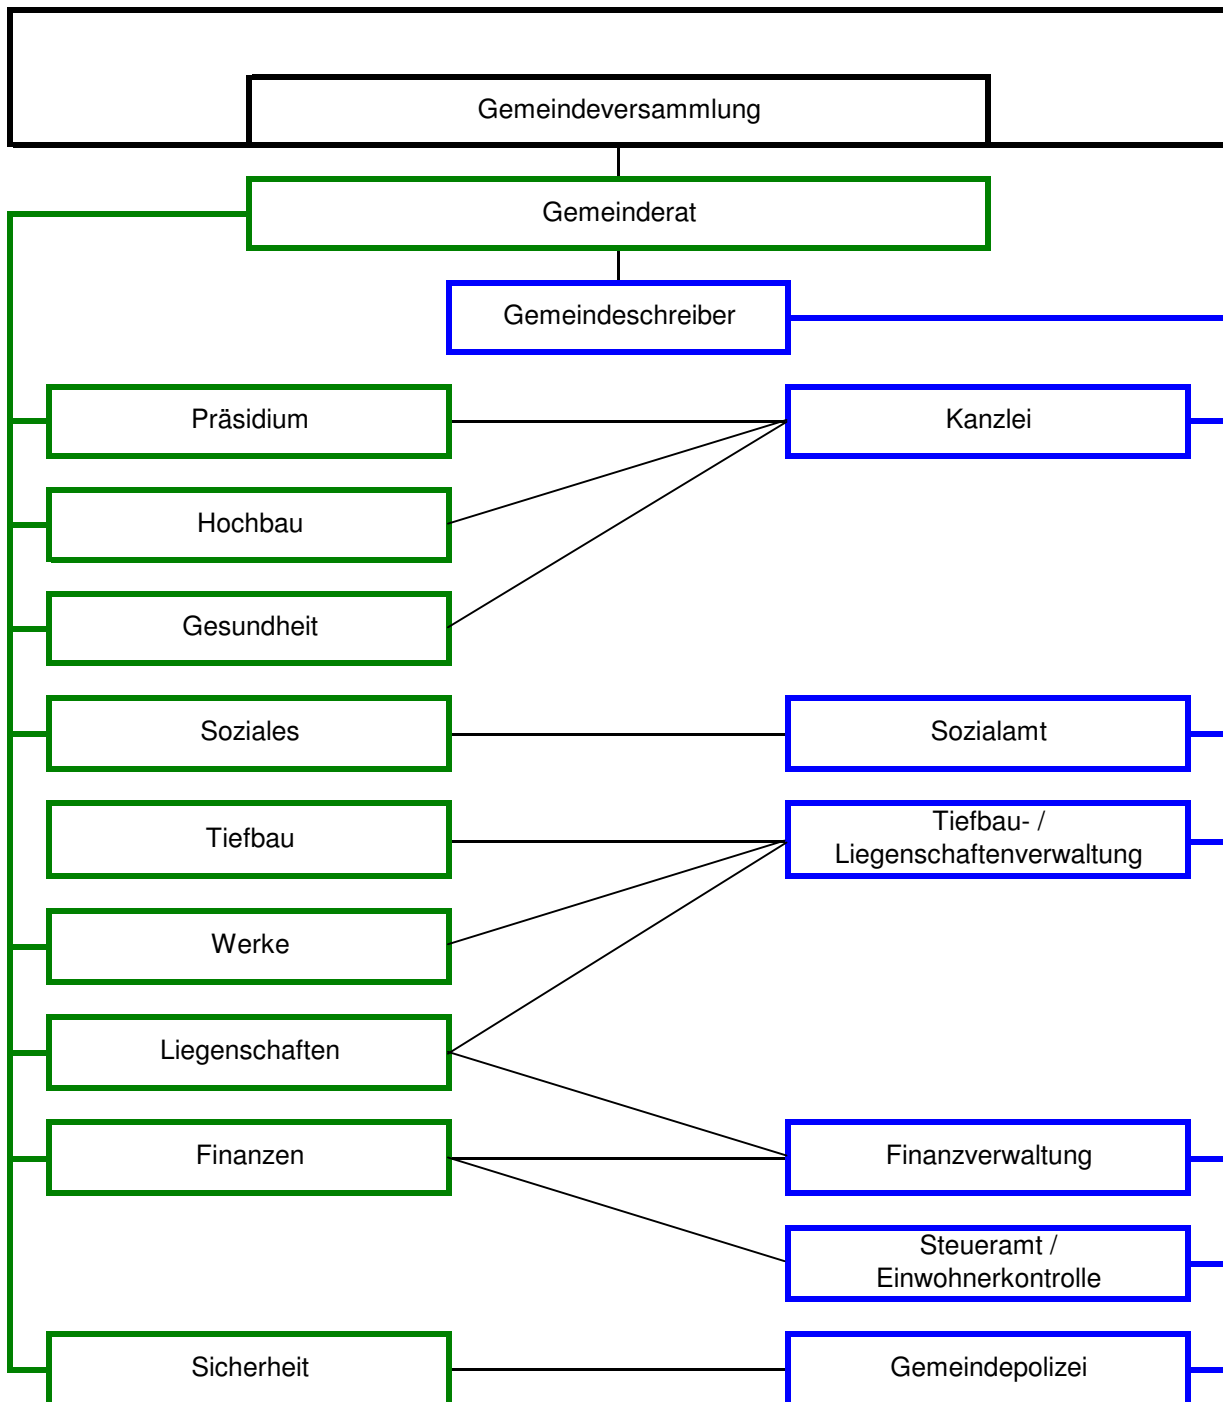 Gemeindeversammlung
Gemeinderat
Gemeindeschreiber
Präsidium
Kanzlei
Hochbau
Gesundheit
Soziales
Sozialamt
Tiefbau
Tiefbau- /
Liegenschaftenverwaltung
Werke
Liegenschaften
Finanzen
Finanzverwaltung
Steueramt /
Einwohnerkontrolle
Sicherheit
Gemeindepolizei